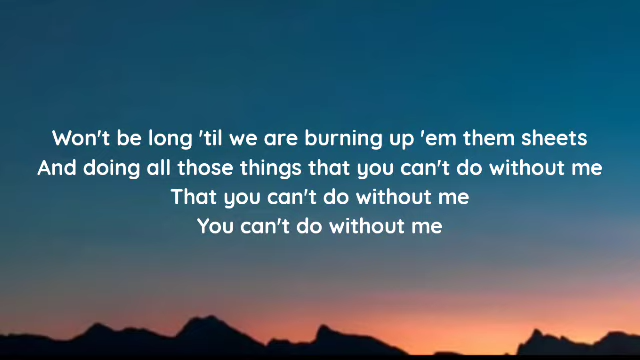 Won't be long 'til we are burning up 'em them sheets
And doing all those things that you can't do without me
That you can't do without me
You can't do without me